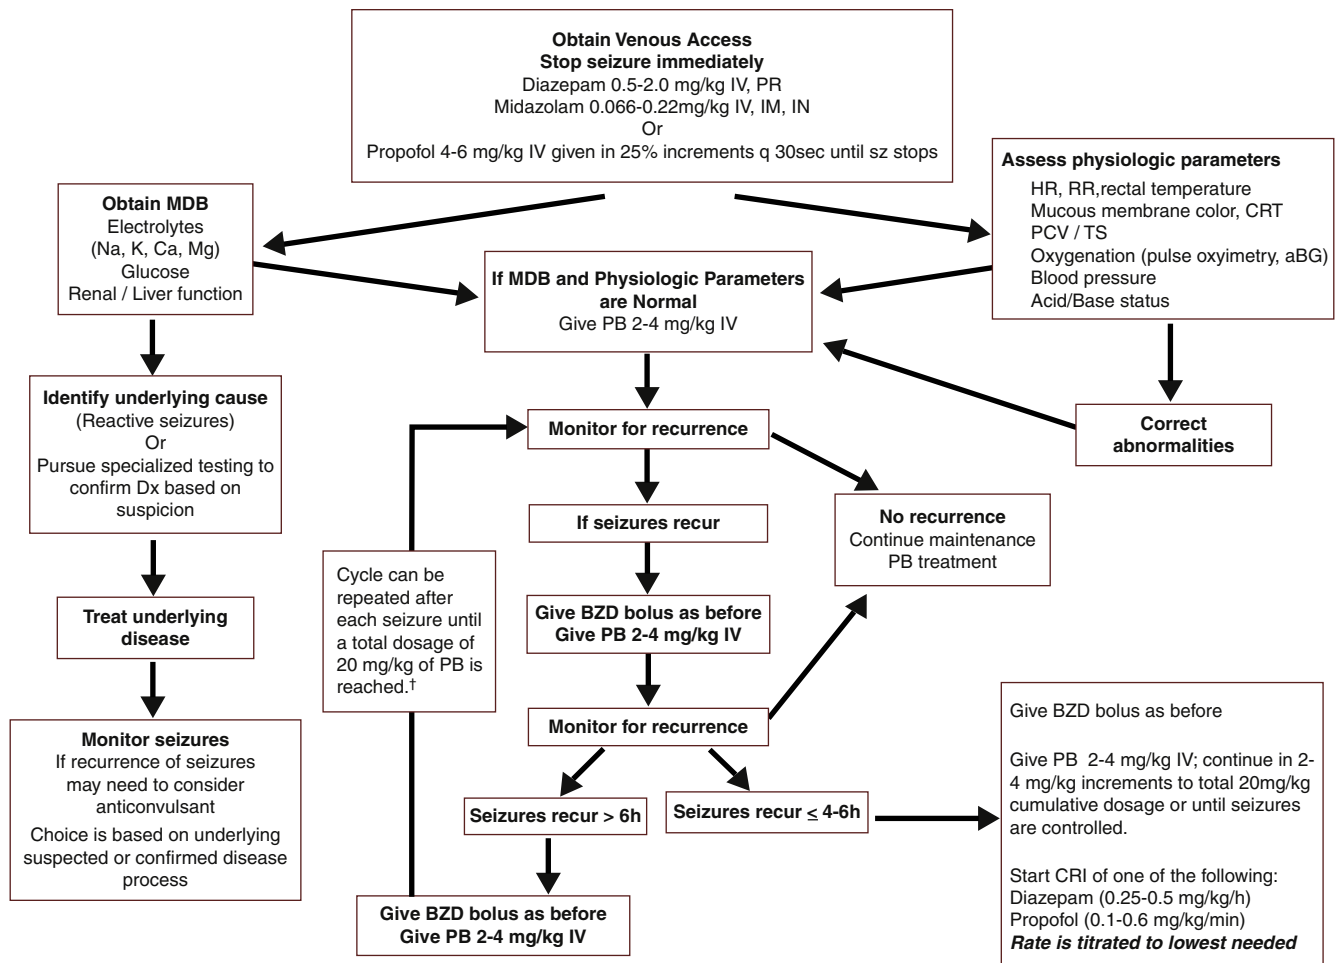 Obtain Venous Access
Stop seizure immediately
Diazepam 0.5-2.0 mg/kg IV, PR
Midazolam 0.066-0.22mg/kg IV, IM, IN
Or
Propofol 4-6 mg/kg IV given in 25% increments q 30sec until sz stops
Obtain MDB
Electrolytes
(Na, K, Ca, Mg)
Glucose
Renal / Liver function
Assess physiologic parameters
HR, RR,rectal temperature
Mucous membrane color, CRT
PCV / TS
Oxygenation (pulse oxyimetry, aBG)
Blood pressure
Acid/Base status
If MDB and Physiologic Parameters
are Normal
Give PB 2-4 mg/kg IV
Identify underlying cause
(Reactive seizures)
Or
Pursue specialized testing to
confirm Dx based on
suspicion
Monitor for recurrence
Correct
abnormalities
If seizures recur
No recurrence
Continue maintenance
PB treatment
Cycle can be
repeated after
each seizure until
a total dosage of
20 mg/kg of PB is
reached.†
Give BZD bolus as before
Give PB 2-4 mg/kg IV
Treat underlying
disease
Monitor for recurrence
Monitor seizures
If recurrence of seizures
may need to consider
anticonvulsant
Choice is based on underlying
suspected or confirmed disease
process
Seizures recur > 6h
Seizures recur ≤ 4-6h
Give BZD bolus as before
Give PB 2-4 mg/kg IV
Give BZD bolus as before
Give PB 2-4 mg/kg IV; continue in 2-
4 mg/kg increments to total 20mg/kg
cumulative dosage or until seizures
are controlled.
Start CRI of one of the following:
Diazepam (0.25-0.5 mg/kg/h)
Propofol (0.1-0.6 mg/kg/min)
Rate is titrated to lowest needed